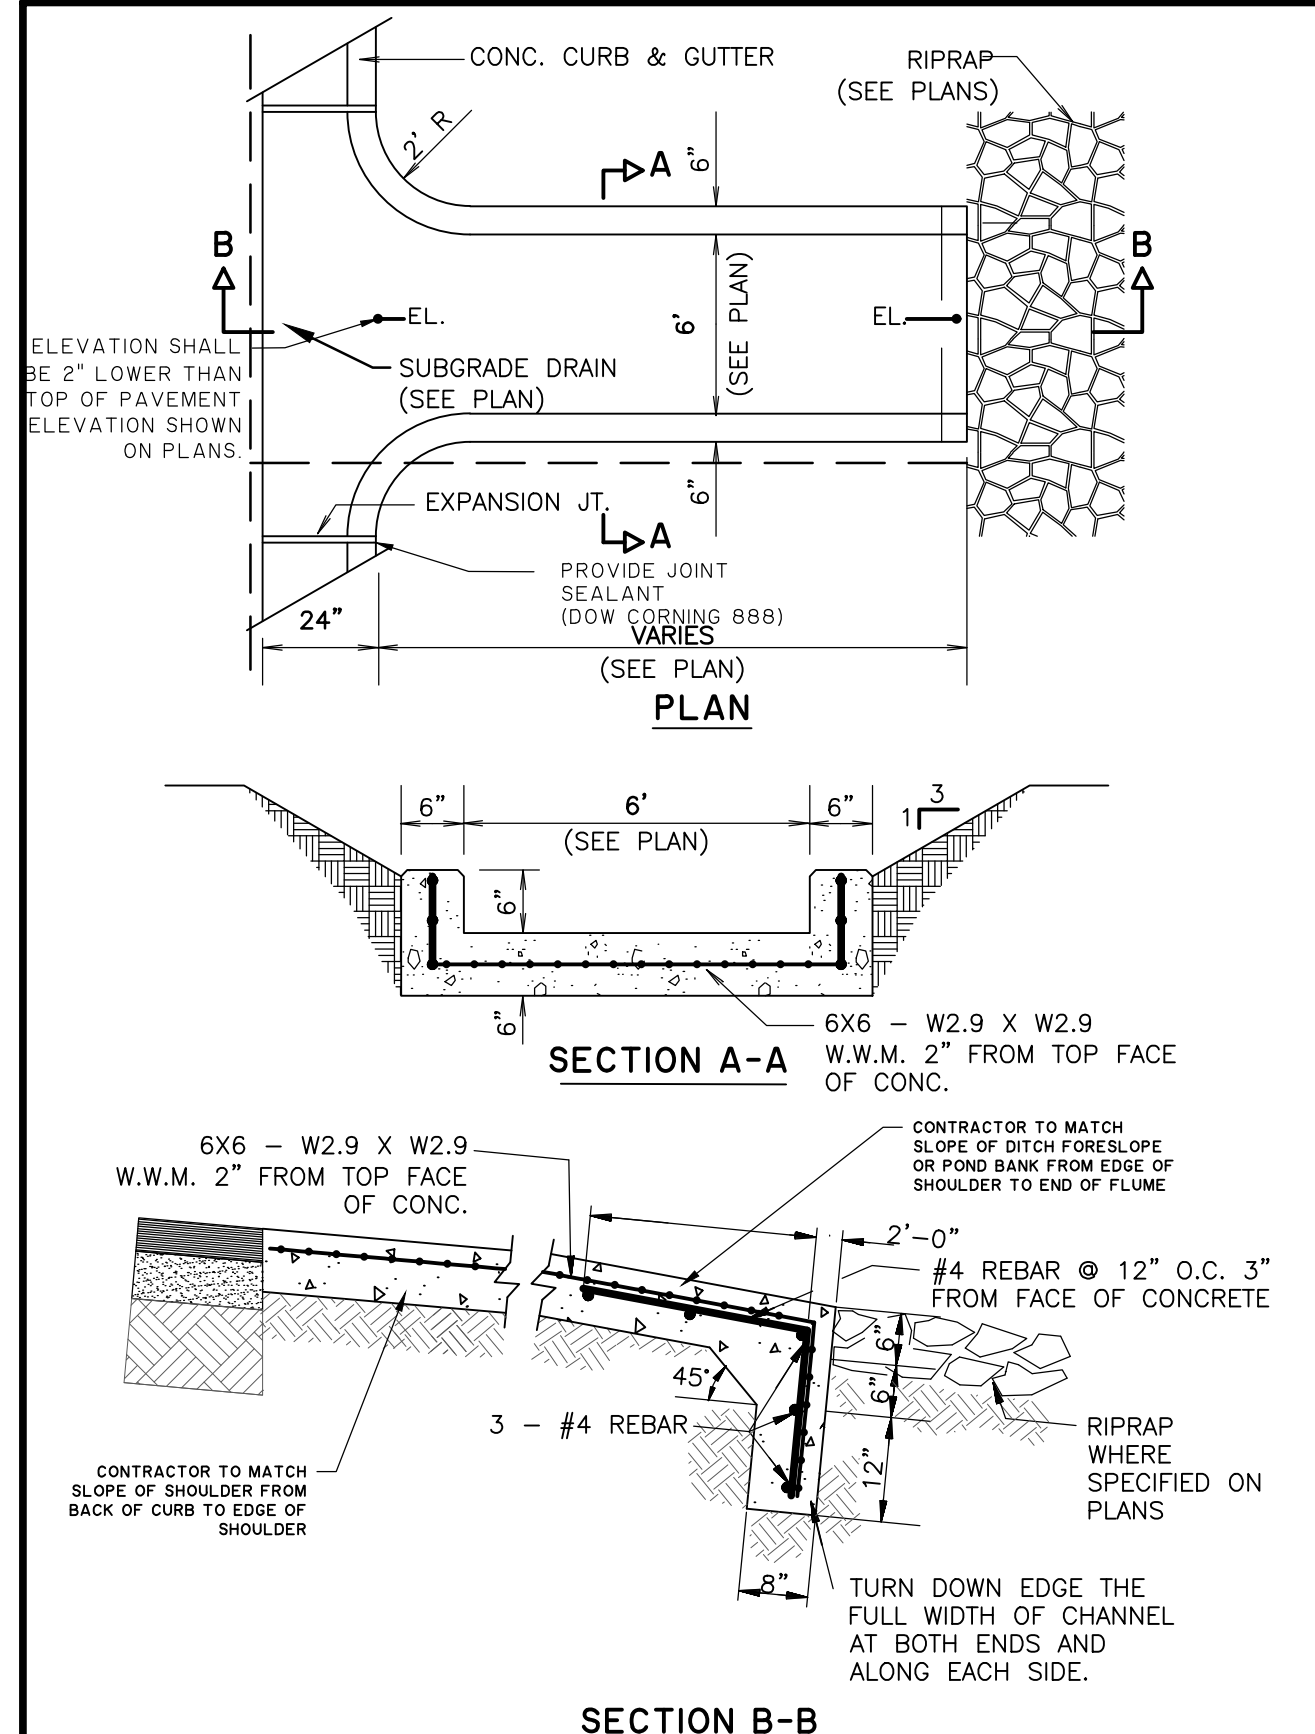 CONC. CURB & GUTTER
RIPRAP
(SEE PLANS)
2' R
A
6"
B
B
EL.
EL.
6'
(SEE PLAN)
ELEVATION SHALL
BE 2" LOWER THAN
TOP OF PAVEMENT
ELEVATION SHOWN
ON PLANS.
SUBGRADE DRAIN
(SEE PLAN)
6"
EXPANSION JT.
A
PROVIDE JOINT
SEALANT
(DOW CORNING 888)
24"
VARIES
(SEE PLAN)
PLAN
6"
6'
(SEE PLAN)
6"
3
1
6"
6"
6X6 - W2.9 X W2.9
W.W.M. 2" FROM TOP FACE
OF CONC.
SECTION A-A
6X6 - W2.9 X W2.9
W.W.M. 2" FROM TOP FACE
OF CONC.
CONTRACTOR TO MATCH
SLOPE OF DITCH FORESLOPE
OR POND BANK FROM EDGE OF
SHOULDER TO END OF FLUME
2'-0"
#4 REBAR @ 12" O.C. 3"
FROM FACE OF CONCRETE
6"
6"
12"
45°
3 - #4 REBAR
RIPRAP
WHERE
SPECIFIED ON
PLANS
CONTRACTOR TO MATCH
SLOPE OF SHOULDER FROM
BACK OF CURB TO EDGE OF
SHOULDER
8"
TURN DOWN EDGE THE
FULL WIDTH OF CHANNEL
AT BOTH ENDS AND
ALONG EACH SIDE.
SECTION B-B